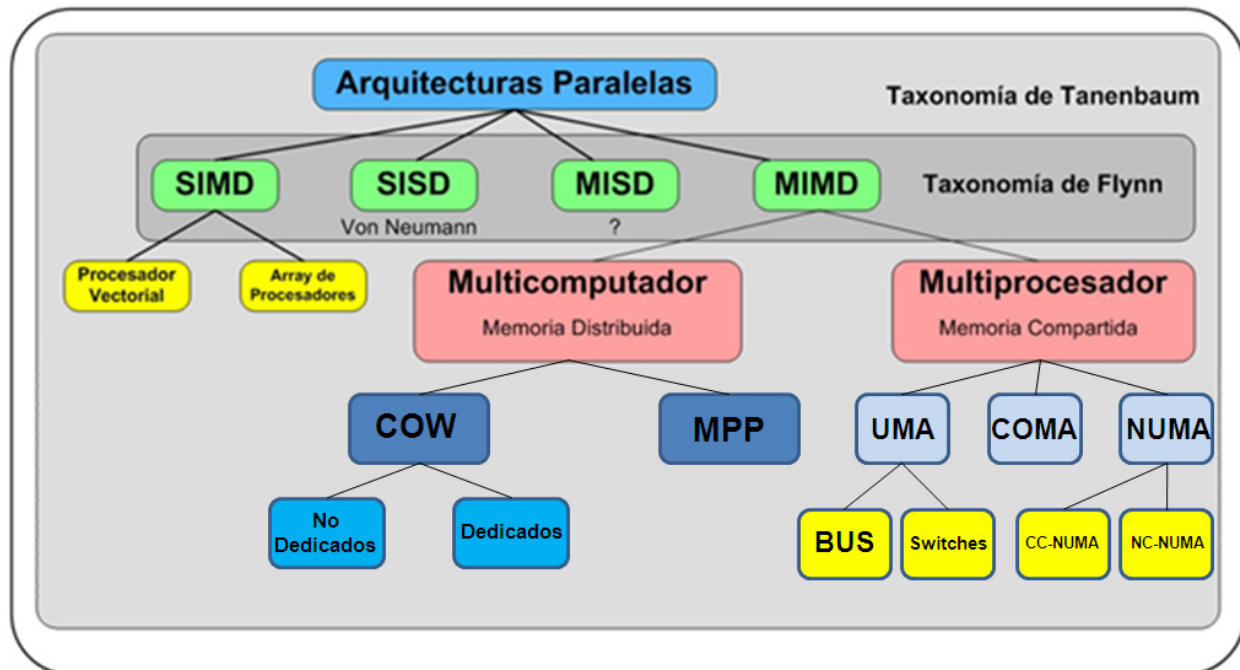 Arquitecturas Paralelas
Taxonomía de Tanenbaum
SIMD
SISD
MISD
MIMD
Taxonomía de Flynn
Von Neumann
?
Procesador
Vectorial
Array de
Procesadores
Multicomputador
Memoria Distribuida
Multiprocesador
Memoria Compartida
COW
MPP
UMA
COMA
NUMA
No
Dedicados
Dedicados
BUS
Switches
CC-NUMA
NC-NUMA